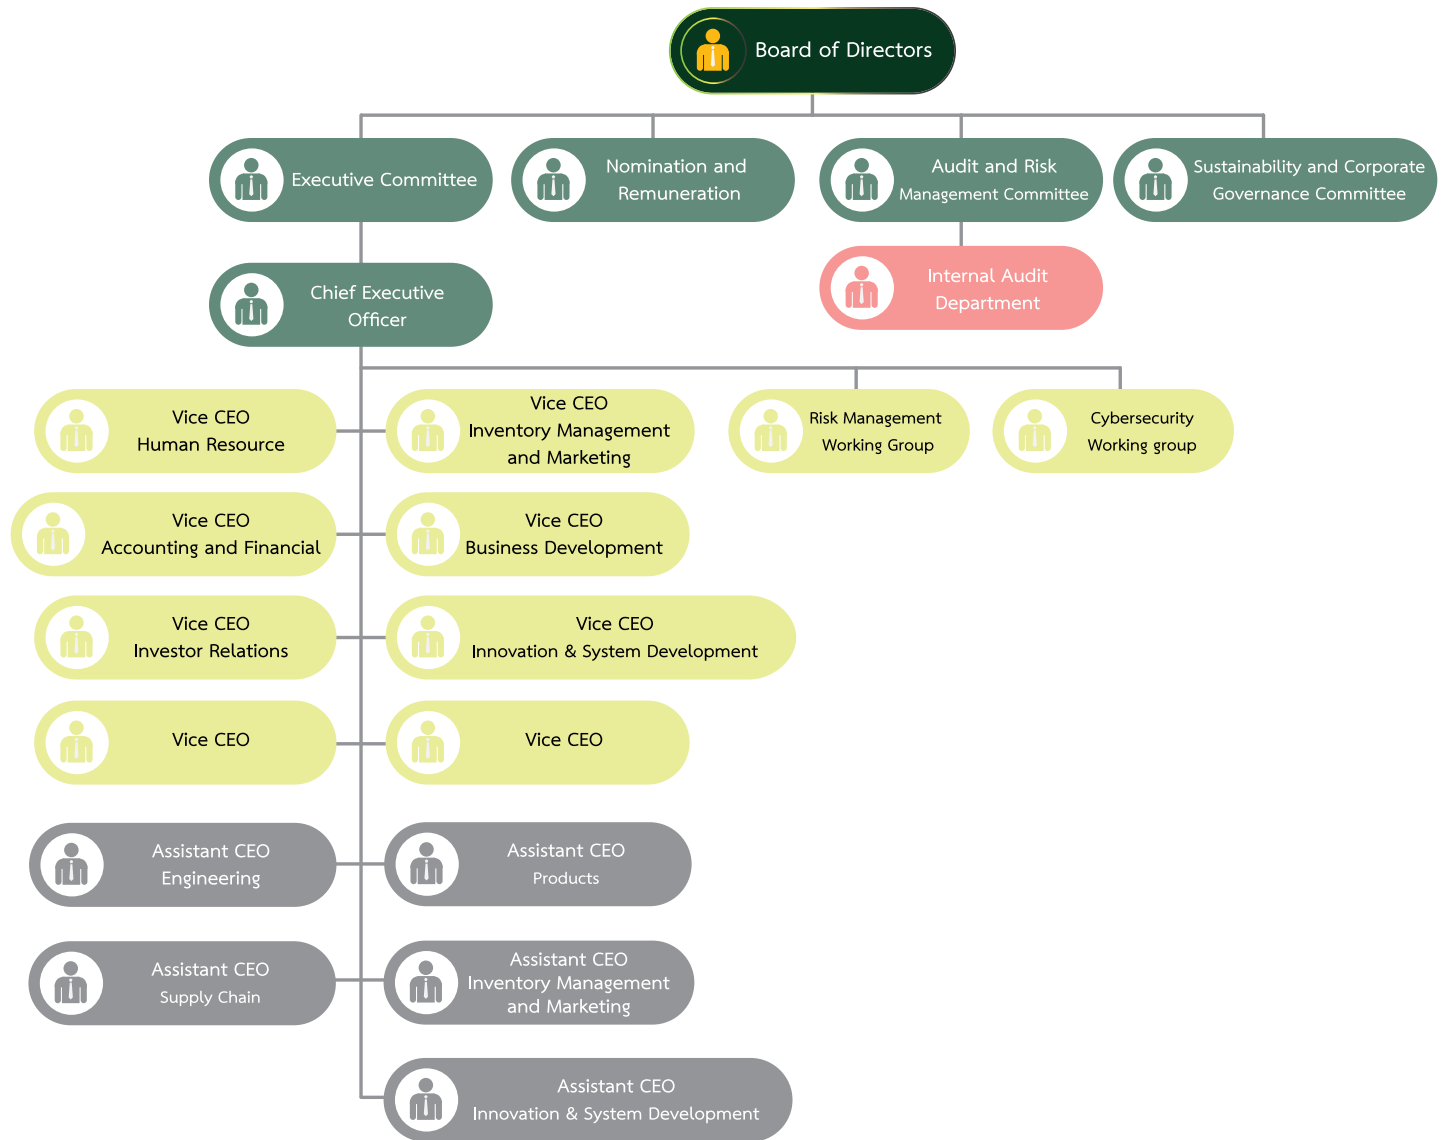 Board of Directors
Executive Committee
Nomination and
Remuneration
Audit and Risk
Management Committee
Sustainability and Corporate
Governance Committee
Chief Executive
Officer
Internal Audit
Department
Vice CEO
Human Resource
Vice CEO
Inventory Management
and Marketing
Risk Management
Working Group
Cybersecurity
Working group
Vice CEO
Accounting and Financial
Vice CEO
Business Development
Vice CEO
Investor Relations
Vice CEO
Innovation & System Development
Vice CEO
Vice CEO
Assistant CEO
Engineering
Assistant CEO
Products
Assistant CEO
Supply Chain
Assistant CEO
Inventory Management
and Marketing
Assistant CEO
Innovation & System Development